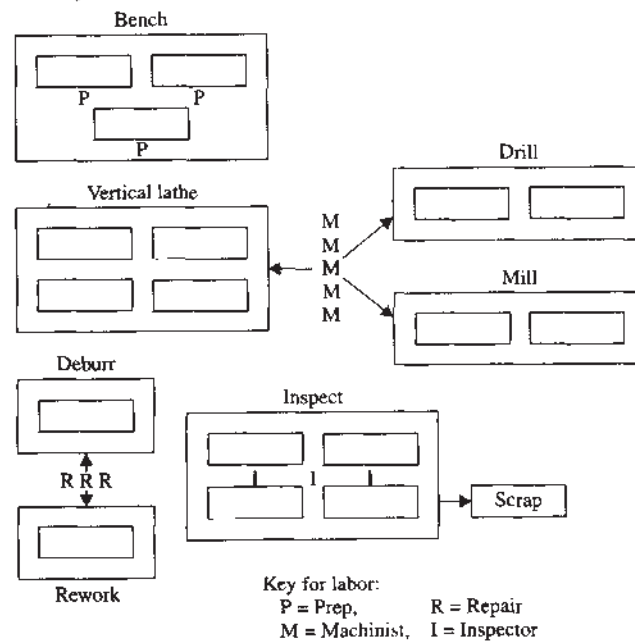 Bench
P P
P
Drill
Vertical lathe
M
M
M
M
M
Mill
Deburr
Inspect
R R R
I
Scrap
Rework
Key for labor:
P = Prep, R = Repair
M = Machinist, I = Inspector